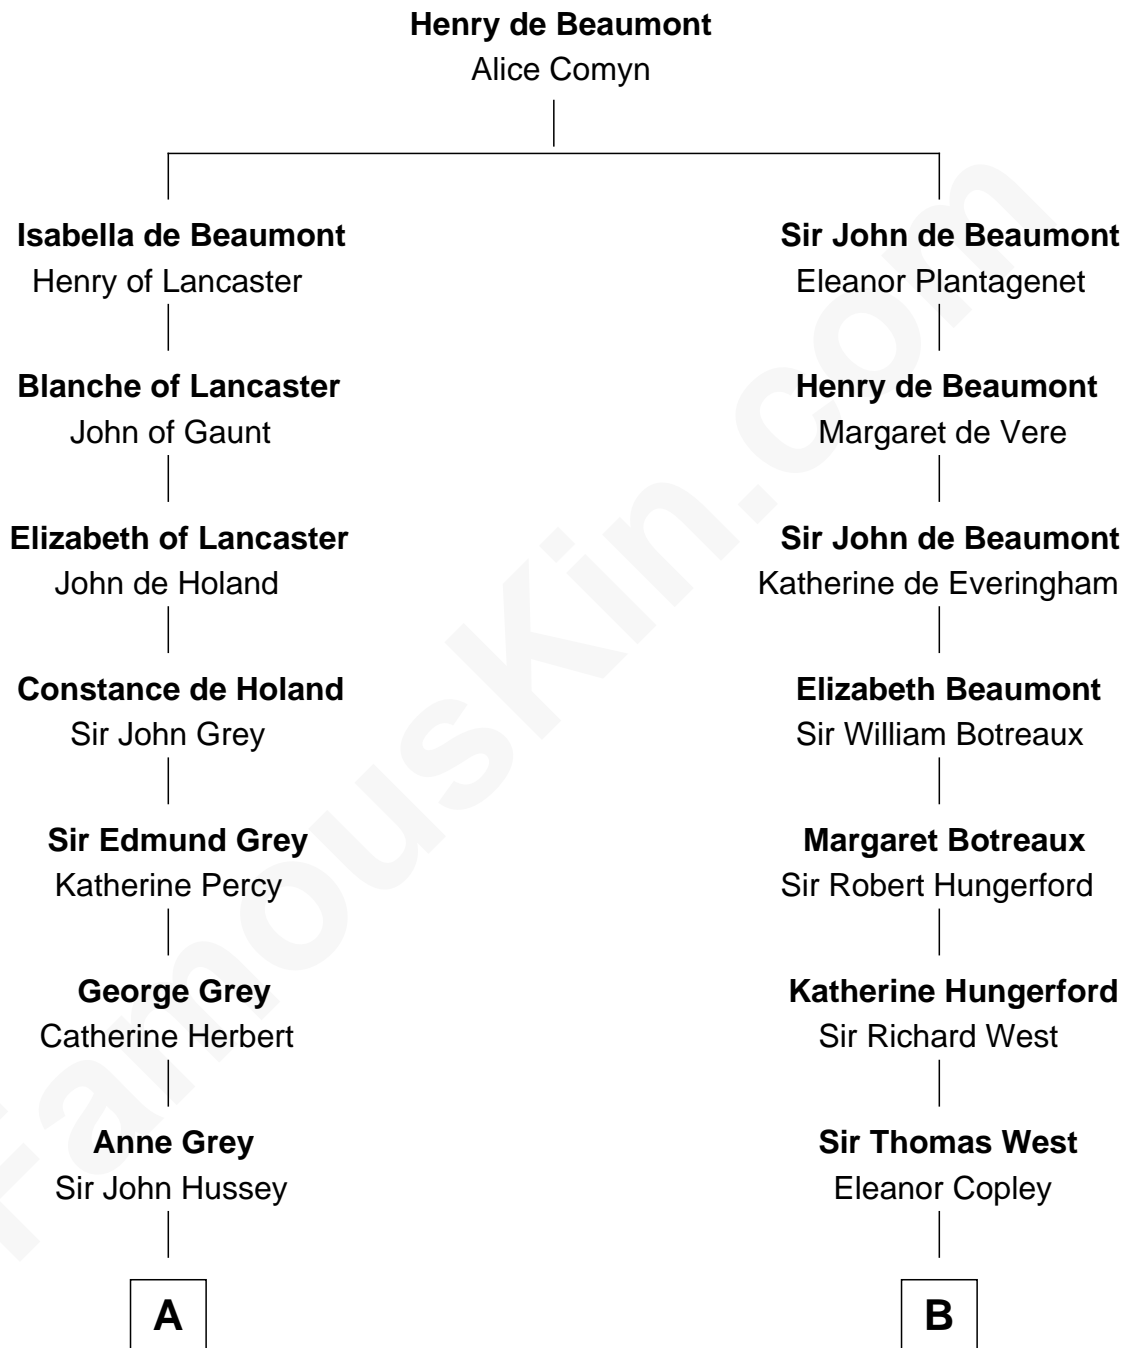 Henry de Beaumont
Alice Comyn
Isabella de Beaumont
Henry of Lancaster
Sir John de Beaumont
Eleanor Plantagenet
Blanche of Lancaster
John of Gaunt
Henry de Beaumont
Margaret de Vere
Elizabeth of Lancaster
John de Holand
Sir John de Beaumont
Katherine de Everingham
Constance de Holand
Sir John Grey
Elizabeth Beaumont
Sir William Botreaux
Sir Edmund Grey
Katherine Percy
Margaret Botreaux
Sir Robert Hungerford
George Grey
Catherine Herbert
Katherine Hungerford
Sir Richard West
Anne Grey
Sir John Hussey
Sir Thomas West
Eleanor Copley
A
B
FamousKin.com